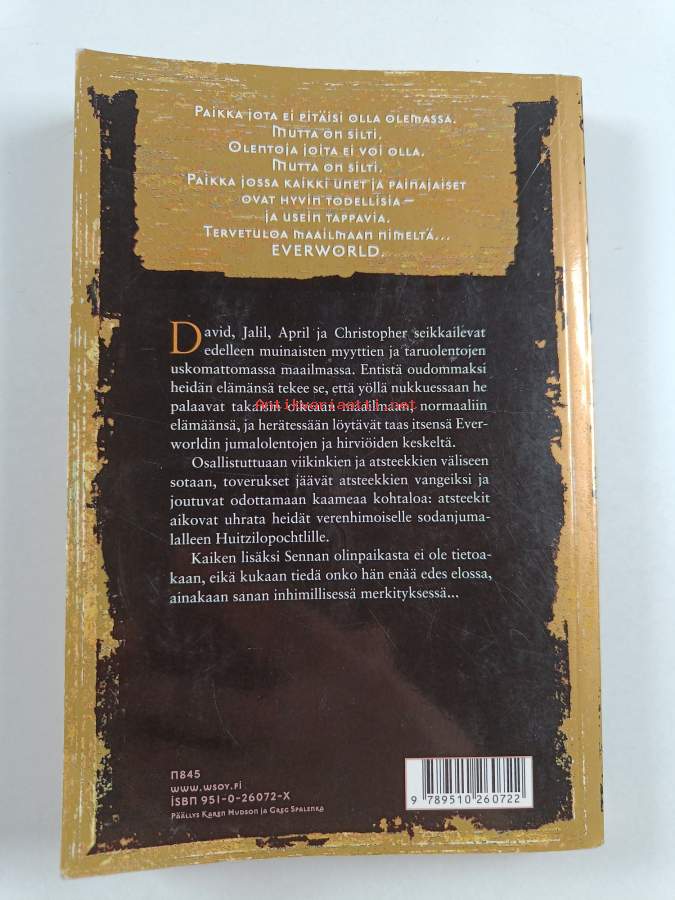 Paikka jota ei pitäisi olla olemassa.
Mutta on silti.
Olentoja joita ei voi olla.
Mutta on silti.
Paikka jossa kaikki unet ja painajaiset
ovat hyvin todellisia –
ja usein tappavia.
Tervetuloa maailmaan nimeltä...
EVERWORLD.
David, Jalil, April ja Christopher seikkailevat
edelleen muinaisten myyttien ja taruolentojen
uskomattomassa maailmassa. Entistä oudommaksi
heidän elämänsä tekee se, että yöllä nukkuessaan he
palaavat takaisin oikeaan maailmaan, normaaliin
Antikvariaatti.net
elämäänsä, ja herätessään löytävät taas itsensä Ever-
worldin jumalolentojen ja hirviöiden keskeltä.
Osallistuttuaan viikinkien ja atsteekkien väliseen
sotaan, toverukset jäävät atsteekkien vangeiksi ja
joutuvat odottamaan kaameaa kohtaloa: atsteekit
aikovat uhrata heidät verenhimoiselle sodanjuma-
lalleen Huitzilopochtlille.
Kaiken lisäksi Sennan olinpaikasta ei ole tietoa-
kaan, eikä kukaan tiedä onko hän enää edes elossa,
ainakaan sanan inhimillisessä merkityksessä...
N845
www.wsoy.fi
ISBN 951-0-26072-X
Päällys Karen Hudson ja Greg Spalenka
9 789510 260722